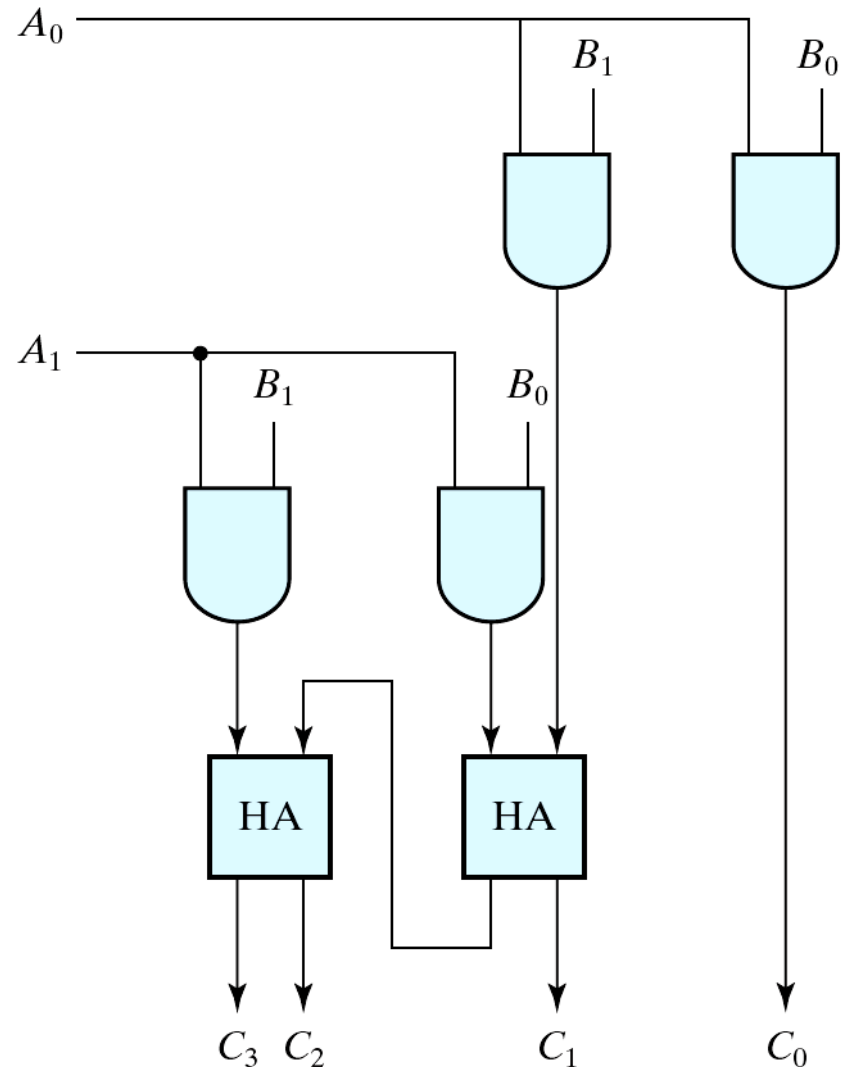 A₀
B₁ B₀
A₁
B₁ B₀
HA HA
C₃ C₂ C₁ C₀